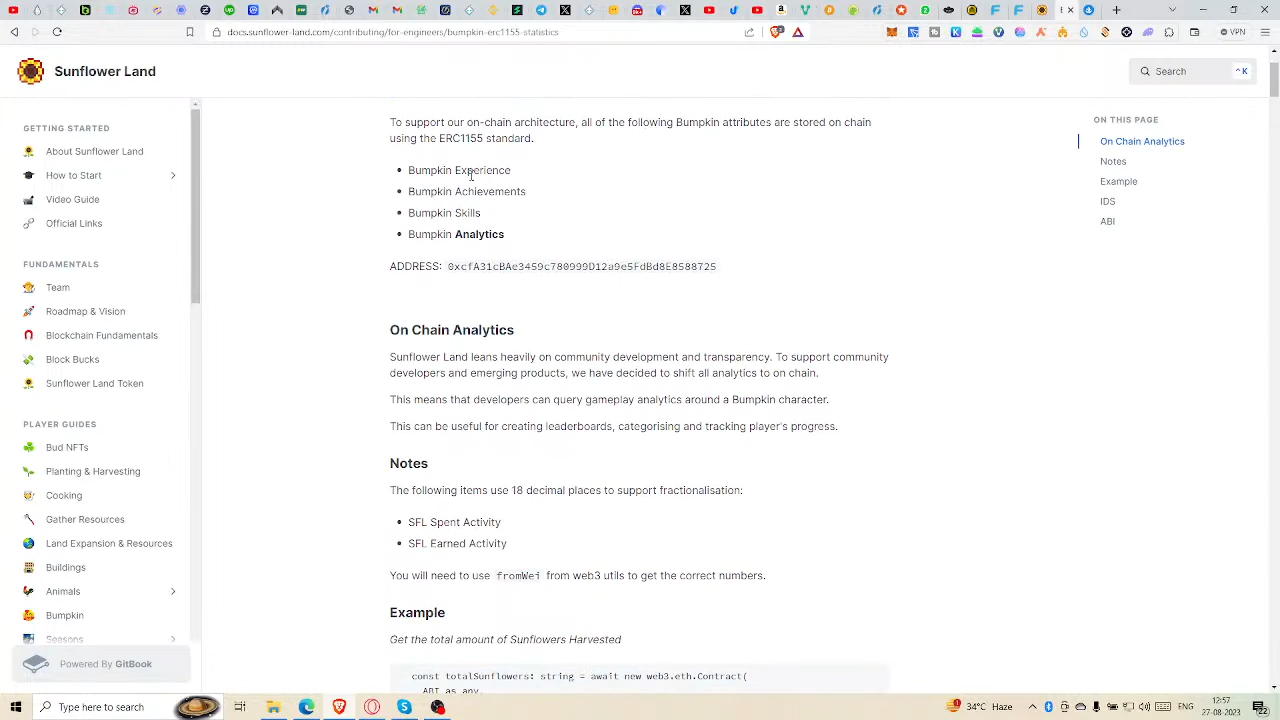 docs.sunflower-land.com/contributing/for-engineers/bumpkin-erc1155-statistics
VPN
Sunflower Land
Search
^K
GETTING STARTED
About Sunflower Land
How to Start
Video Guide
Official Links
FUNDAMENTALS
Team
Roadmap & Vision
Blockchain Fundamentals
Block Bucks
Sunflower Land Token
PLAYER GUIDES
Bud NFTs
Planting & Harvesting
Cooking
Gather Resources
Land Expansion & Resources
Buildings
Animals
Bumpkin
Seasons
Powered By GitBook
To support our on-chain architecture, all of the following Bumpkin attributes are stored on chain
using the ERC1155 standard.
• Bumpkin Experience
• Bumpkin Achievements
• Bumpkin Skills
• Bumpkin Analytics
ADDRESS: 0xcfA31cBAe3459c780999D12a9e5FdBd8E8588725
On Chain Analytics
Sunflower Land leans heavily on community development and transparency. To support community
developers and emerging products, we have decided to shift all analytics to on chain.
This means that developers can query gameplay analytics around a Bumpkin character.
This can be useful for creating leaderboards, categorising and tracking player's progress.
Notes
The following items use 18 decimal places to support fractionalisation:
• SFL Spent Activity
• SFL Earned Activity
You will need to use fromWei from web3 utils to get the correct numbers.
Example
Get the total amount of Sunflowers Harvested
const totalSunflowers: string = await new web3.eth.Contract(
ABI as any,
ON THIS PAGE
On Chain Analytics
Notes
Example
IDS
ABI
Type here to search
34°C Haze
ENG
12:57
27-08-2023
22